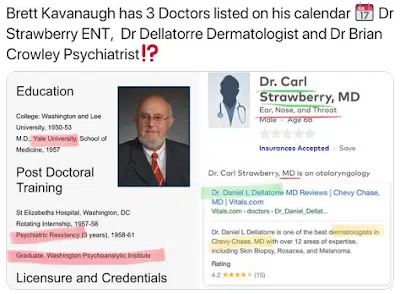 Brett Kavanaugh has 3 Doctors listed on his calendar 📅 Dr
Strawberry ENT, Dr Dellatorre Dermatologist and Dr Brian
Crowley Psychiatrist⁉️
Education
College: Washington and Lee
University, 1950-53
M.D., Yale University, School of
Medicine, 1957
Post Doctoral
Training
St Elizabeths Hospital, Washington, DC
Rotating Internship, 1957-58
Psychiatric Residency (3 years), 1958-61
Graduate, Washington Psychoanalytic Institute
Licensure and Credentials
Dr. Carl
Strawberry, MD
Ear, Nose, and Throat
Male · Age 68
Insurances Accepted · Save
Dr. Carl Strawberry, MD is on otoloryngology
Dr. Daniel L Dellatorre MD Reviews | Chevy Chase,
MD | Vitals.com
Vitals.com › doctors › Dr_Daniel_Dellat...
Dr. Daniel L Dellatorre is one of the best dermatologists in
Chevy Chase, MD with over 12 areas of expertise,
including Skin Biopsy, Rosacea, and Melanoma.
Rating
4.2 ★★★★☆ (15)